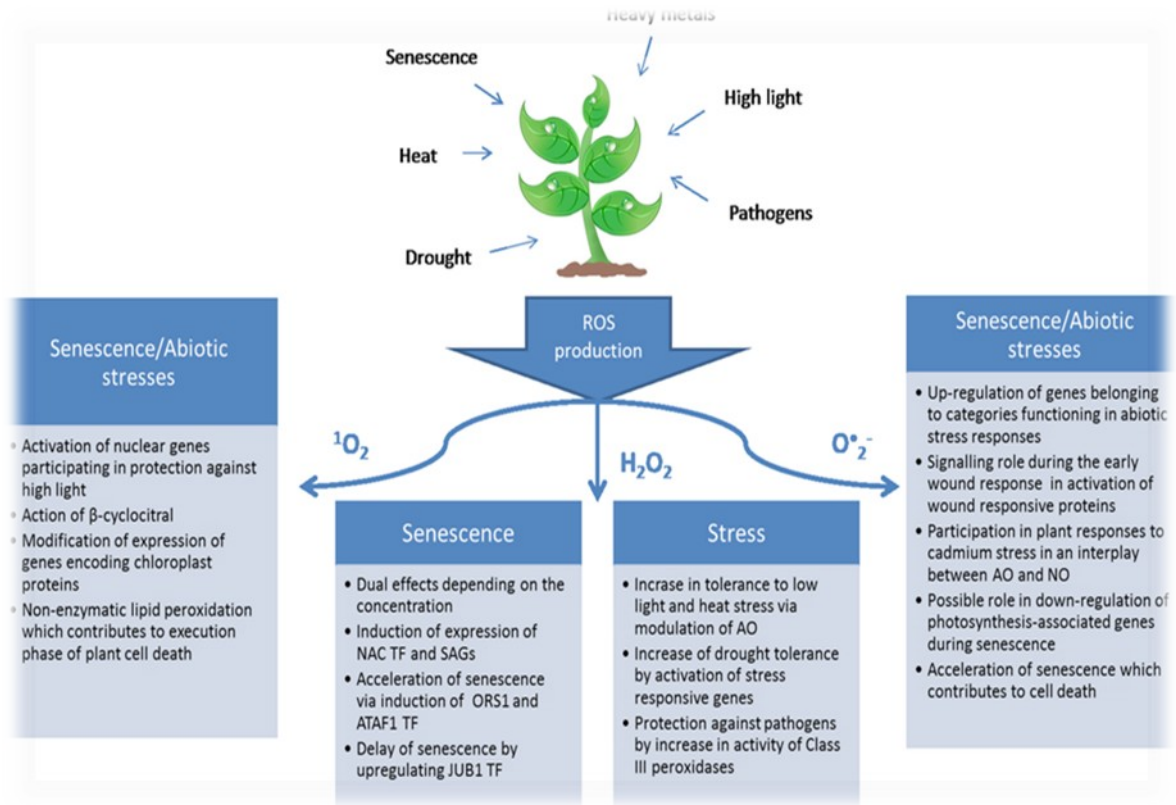 Heavy metals
Senescence
High light
Heat
Pathogens
Drought
ROS
production
Senescence/Abiotic
stresses
• Activation of nuclear genes
participating in protection against
high light
• Action of β-cyclocitral
• Modification of expression of
genes encoding chloroplast
proteins
• Non-enzymatic lipid peroxidation
which contributes to execution
phase of plant cell death
¹O₂
H₂O₂
O•₂⁻
Senescence
• Dual effects depending on the
concentration
• Induction of expression of
NAC TF and SAGs
• Acceleration of senescence
via induction of ORS1 and
ATAF1 TF
• Delay of senescence by
upregulating JUB1 TF
Stress
• Incrase in tolerance to low
light and heat stress via
modulation of AO
• Increase of drought tolerance
by activation of stress
responsive genes
• Protection against pathogens
by increase in activity of Class
III peroxidases
Senescence/Abiotic
stresses
• Up-regulation of genes belonging
to categories functioning in abiotic
stress responses
• Signalling role during the early
wound response in activation of
wound responsive proteins
• Participation in plant responses to
cadmium stress in an interplay
between AO and NO
• Possible role in down-regulation of
photosynthesis-associated genes
during senescence
• Acceleration of senescence which
contributes to cell death